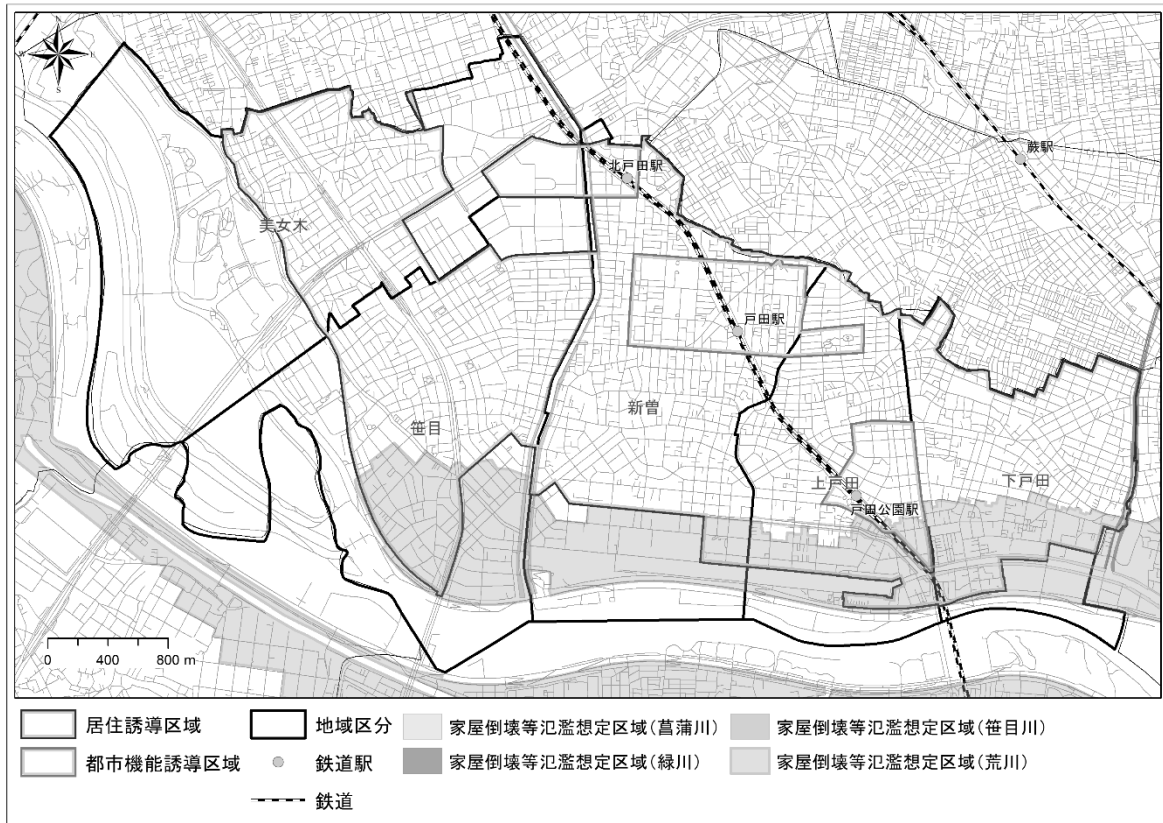 N
W
E
S
蕨駅
北戸田駅
美女木
戸田駅
新曽
笹目
上戸田
下戸田
戸田公園駅
0 400 800 m
居住誘導区域
地域区分
家屋倒壊等氾濫想定区域(菖蒲川)
家屋倒壊等氾濫想定区域(笹目川)
都市機能誘導区域
鉄道駅
家屋倒壊等氾濫想定区域(緑川)
家屋倒壊等氾濫想定区域(荒川)
鉄道